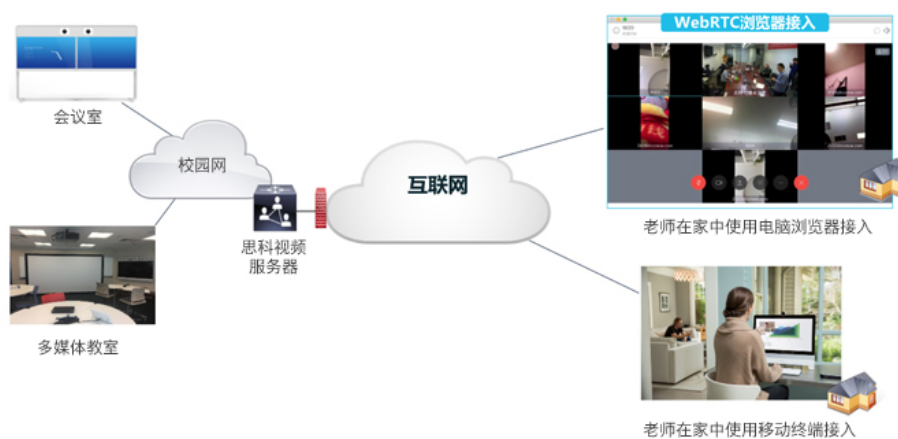 WebRTC浏览器接入
会议室
校园网
互联网
思科视频
服务器
老师在家中使用电脑浏览器接入
多媒体教室
老师在家中使用移动终端接入